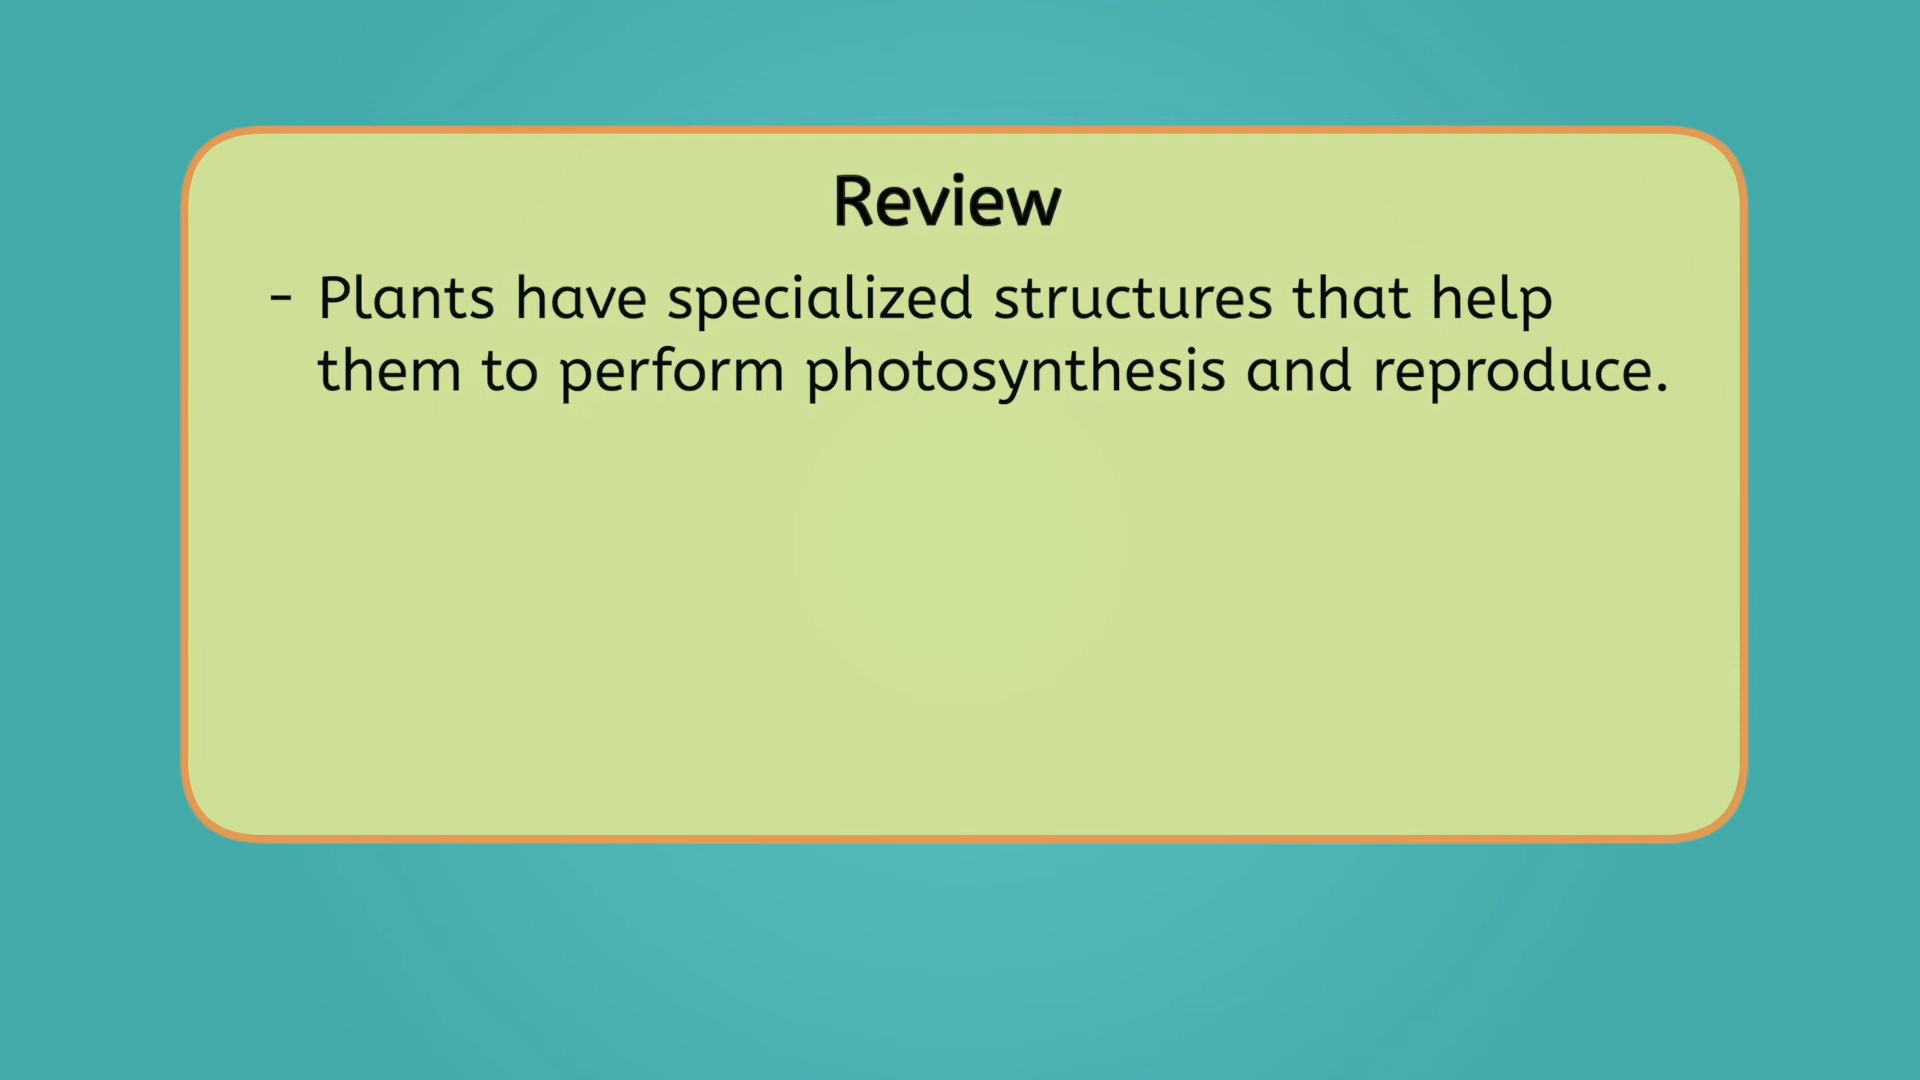 Review
- Plants have specialized structures that help
them to perform photosynthesis and reproduce.